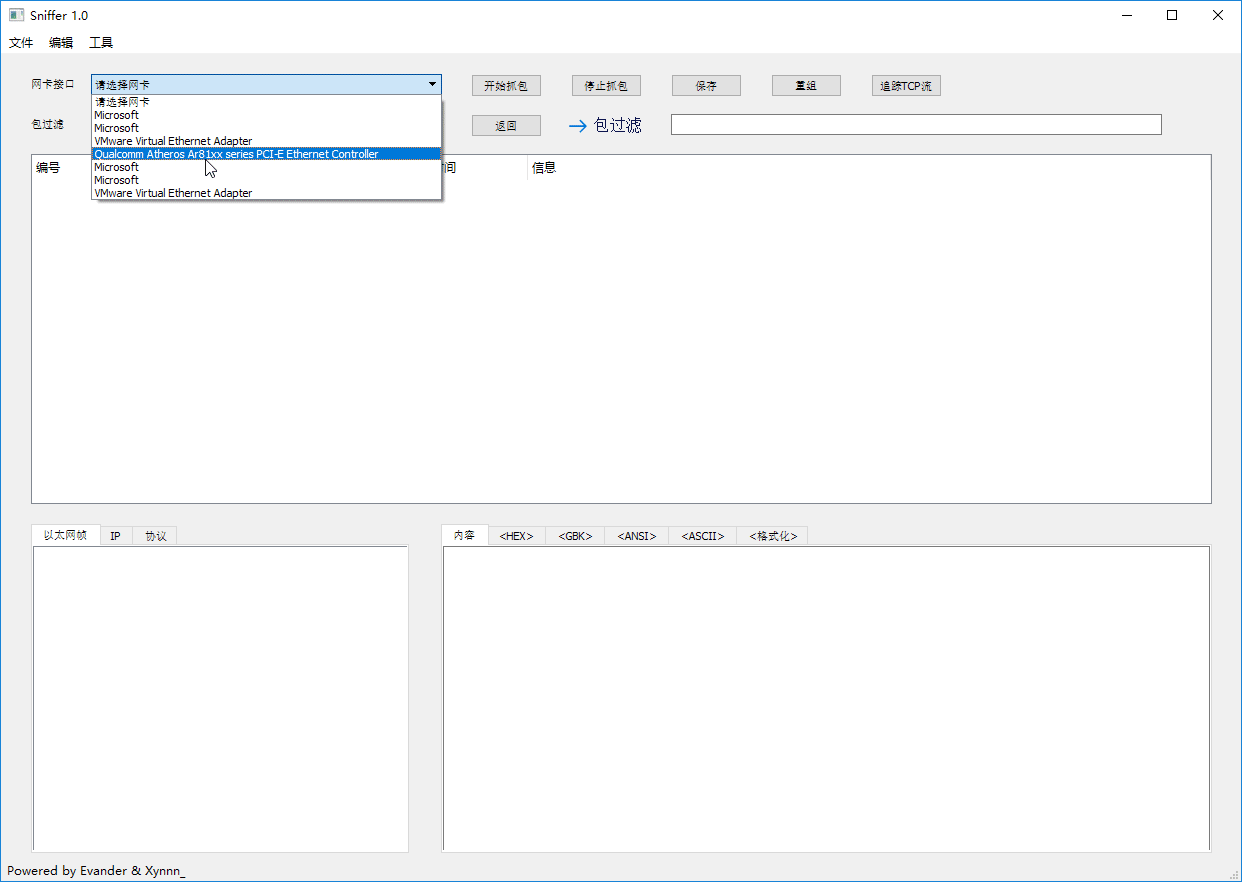 Sniffer 1.0
文件 编辑 工具
网卡接口 请选择网卡 开始抓包 停止抓包 保存 重组 追踪TCP流
请选择网卡
Microsoft
Microsoft
VMware Virtual Ethernet Adapter
Qualcomm Atheros Ar81xx series PCI-E Ethernet Controller
Microsoft
Microsoft
VMware Virtual Ethernet Adapter
包过滤 返回 → 包过滤
编号 间 信息
以太网帧 IP 协议 内容 <HEX> <GBK> <ANSI> <ASCII> <格式化>
Powered by Evander & Xynnn_